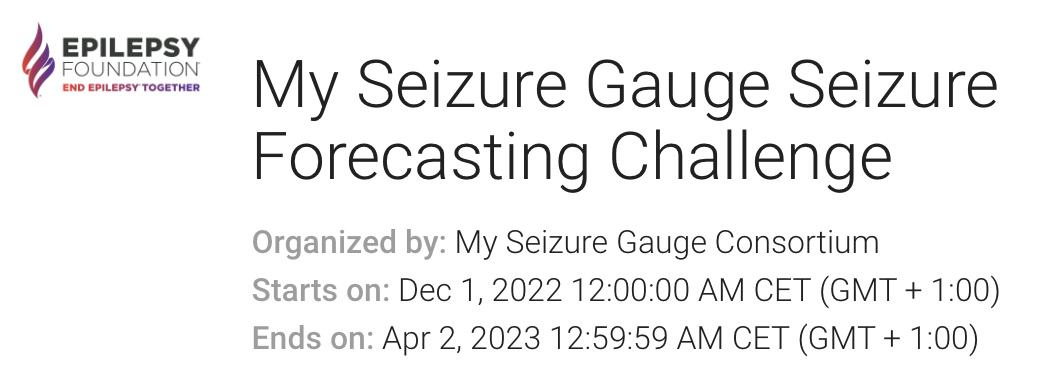 EPILEPSY
FOUNDATION
END EPILEPSY TOGETHER
My Seizure Gauge Seizure
Forecasting Challenge
Organized by: My Seizure Gauge Consortium
Starts on: Dec 1, 2022 12:00:00 AM CET (GMT + 1:00)
Ends on: Apr 2, 2023 12:59:59 AM CET (GMT + 1:00)